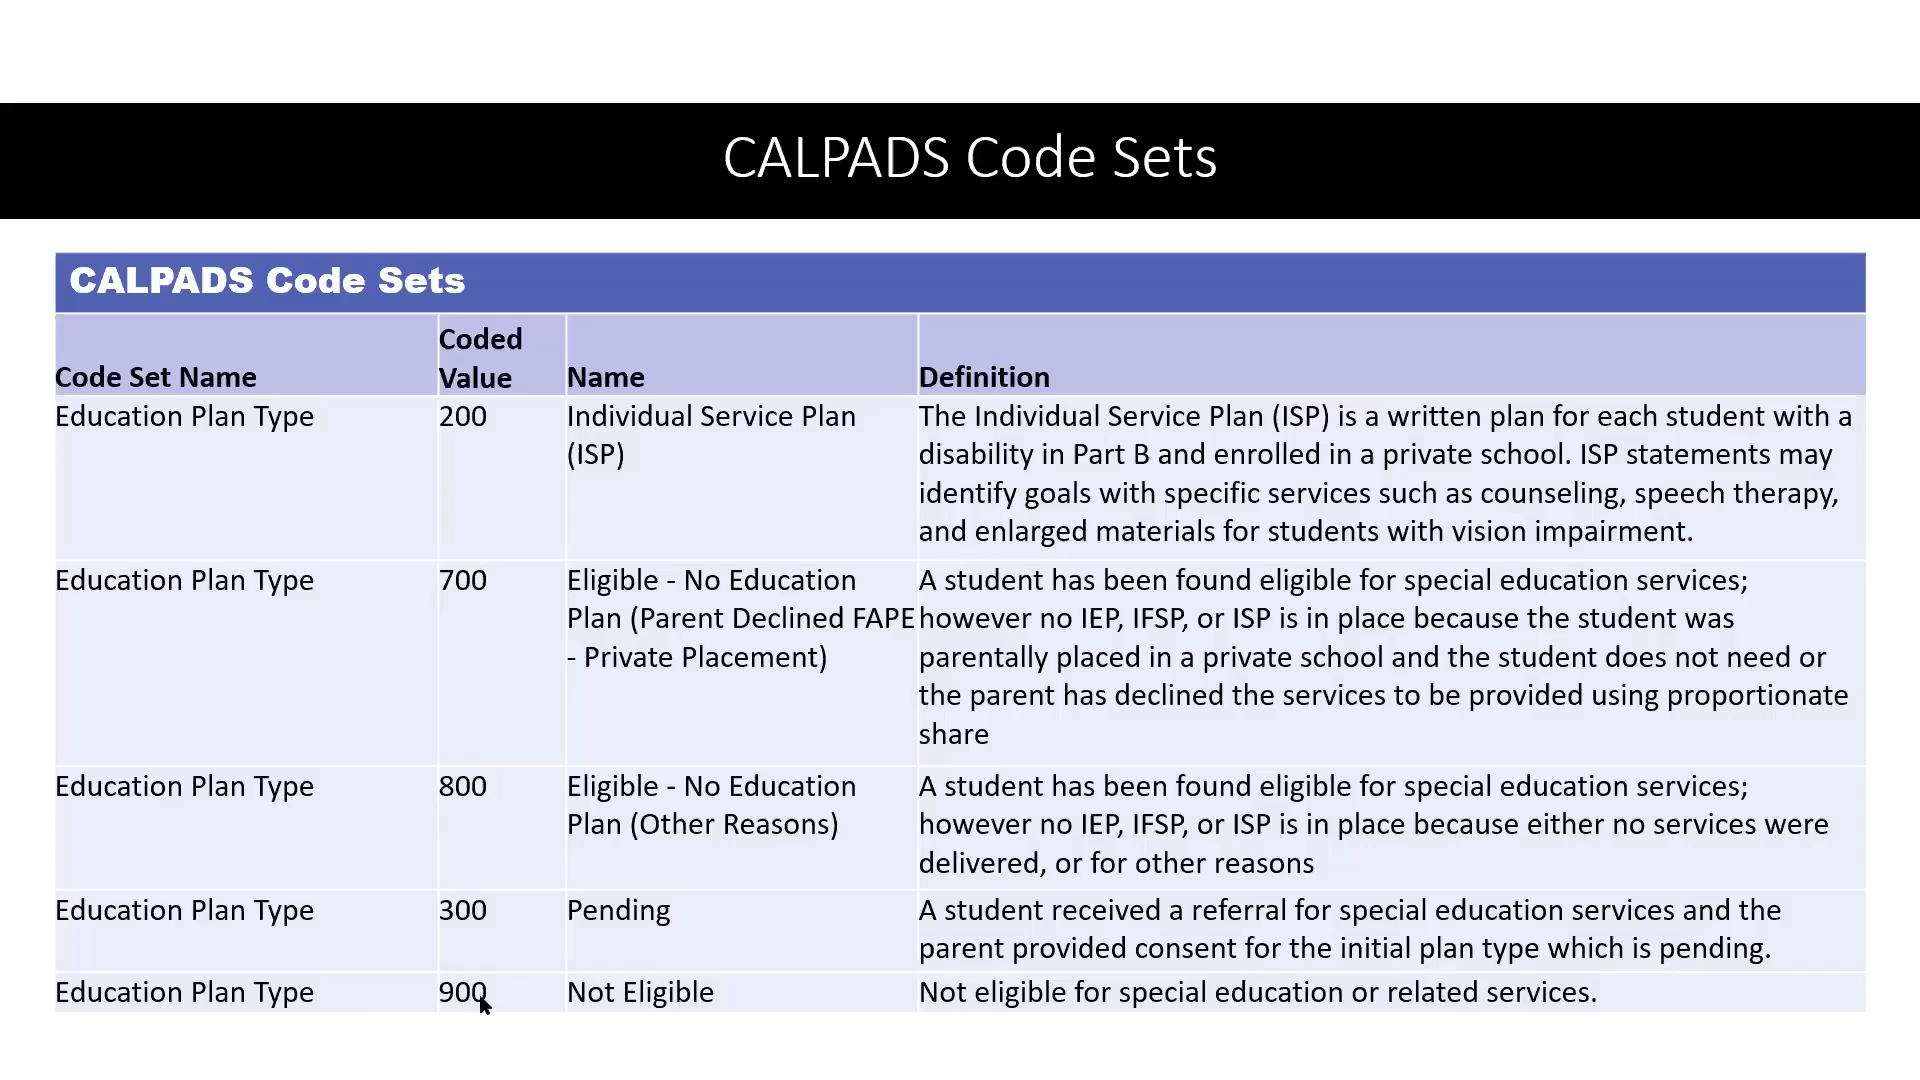 CALPADS Code Sets
CALPADS Code Sets
Code Set Name
Coded
Value
Name
Definition
Education Plan Type
200
Individual Service Plan
(ISP)
The Individual Service Plan (ISP) is a written plan for each student with a
disability in Part B and enrolled in a private school. ISP statements may
identify goals with specific services such as counseling, speech therapy,
and enlarged materials for students with vision impairment.
Education Plan Type
700
Eligible - No Education
Plan (Parent Declined FAPE
- Private Placement)
A student has been found eligible for special education services;
however no IEP, IFSP, or ISP is in place because the student was
parentally placed in a private school and the student does not need or
the parent has declined the services to be provided using proportionate
share
Education Plan Type
800
Eligible - No Education
Plan (Other Reasons)
A student has been found eligible for special education services;
however no IEP, IFSP, or ISP is in place because either no services were
delivered, or for other reasons
Education Plan Type
300
Pending
A student received a referral for special education services and the
parent provided consent for the initial plan type which is pending.
Education Plan Type
900
Not Eligible
Not eligible for special education or related services.